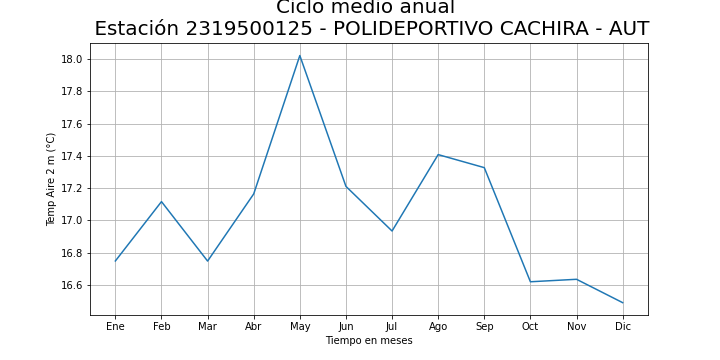 Ciclo medio anual
Estación 2319500125 - POLIDEPORTIVO CACHIRA - AUT
18.0
17.8
17.6
17.4
17.2
17.0
16.8
16.6
Temp Aire 2 m (°C)
Ene Feb Mar Abr May Jun Jul Ago Sep Oct Nov Dic
Tiempo en meses